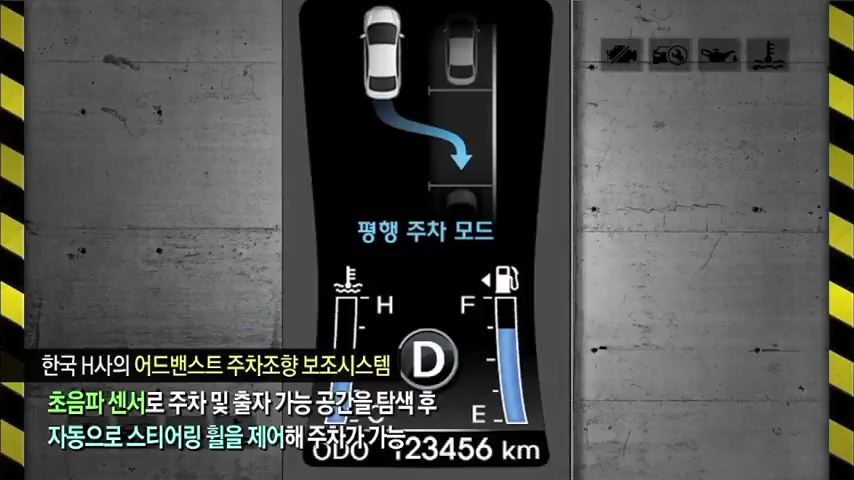 평행 주차 모드
H
F
D
한국 H사의 어드밴스트 주차조향 보조시스템
초음파 센서로 주차 및 출차 가능 공간을 탐색 후
C
E
자동으로 스티어링 휠을 제어해 주차가 가능
ODO 123456 km